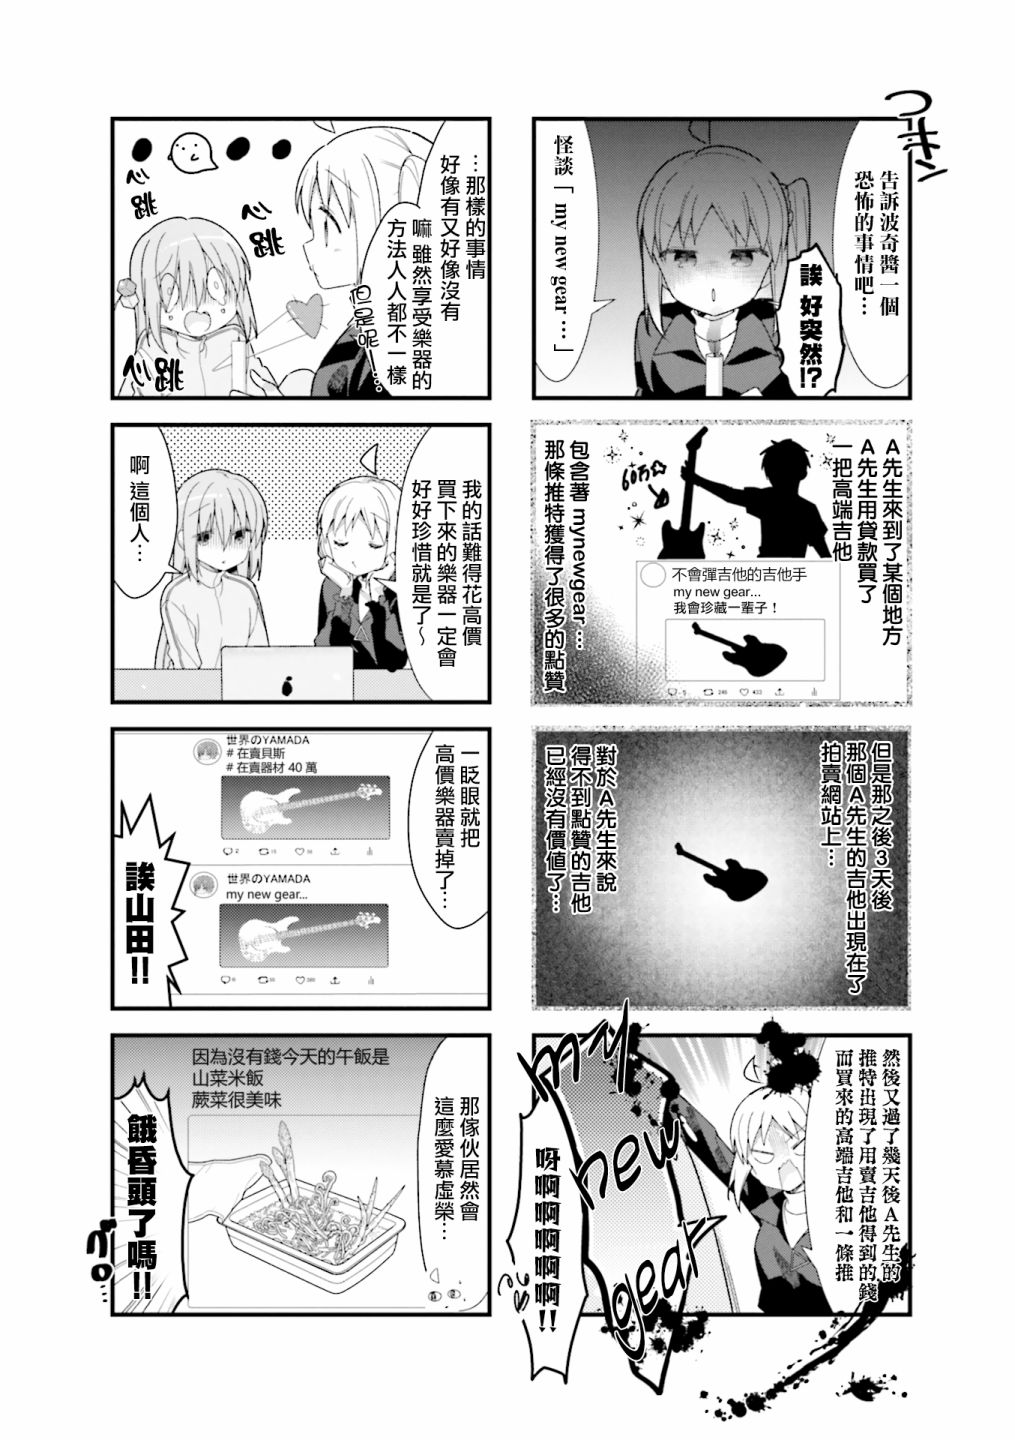 つーキン
告訴波奇醬一個
恐怖的事情吧…
誒 好突然!?
怪談「my new gear…」
A先生來到了某個地方
A先生用貸款買了
一把高端吉他
60万☆
不會彈吉他的吉他手
my new gear...
我會珍藏一輩子！
5
246
433
包含著 mynewgear…
那條推特獲得了很多的點贊
但是那之後3天後
那個A先生的吉他出現在了
拍賣網站上…
對於A先生來說
得不到點贊的吉他
已經沒有價值了…
然後又過了幾天後A先生的
推特出現了用賣吉他得到的錢
而買來的高端吉他和一條推
my
new
gear
…那樣的事情
好像有又好像沒有
嘛 雖然享受樂器的
方法人人都不一樣
但是呢……
我的話難得花高價
買下來的樂器一定會
好好珍惜就是了～
啊 這個人…
一眨眼就把
高價樂器賣掉了…
世界のYAMADA
# 在賣貝斯
# 在賣器材 40 萬
2
15
56
世界のYAMADA
my new gear...
誒山田!!
那傢伙居然會
這麼愛慕虛榮…
因為沒有錢今天的午飯是
山菜米飯
蕨菜很美味
餓昏頭了嗎!!